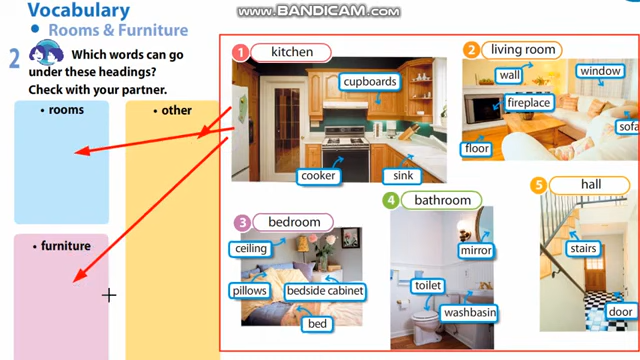 Vocabulary
www.BANDICAM.com
• Rooms & Furniture
2 Which words can go
under these headings?
Check with your partner.
• rooms
• other
• furniture
1 kitchen
cupboards
cooker
sink
2 living room
wall
window
fireplace
sofa
floor
3 bedroom
ceiling
pillows
bedside cabinet
bed
4 bathroom
mirror
toilet
washbasin
5 hall
stairs
door